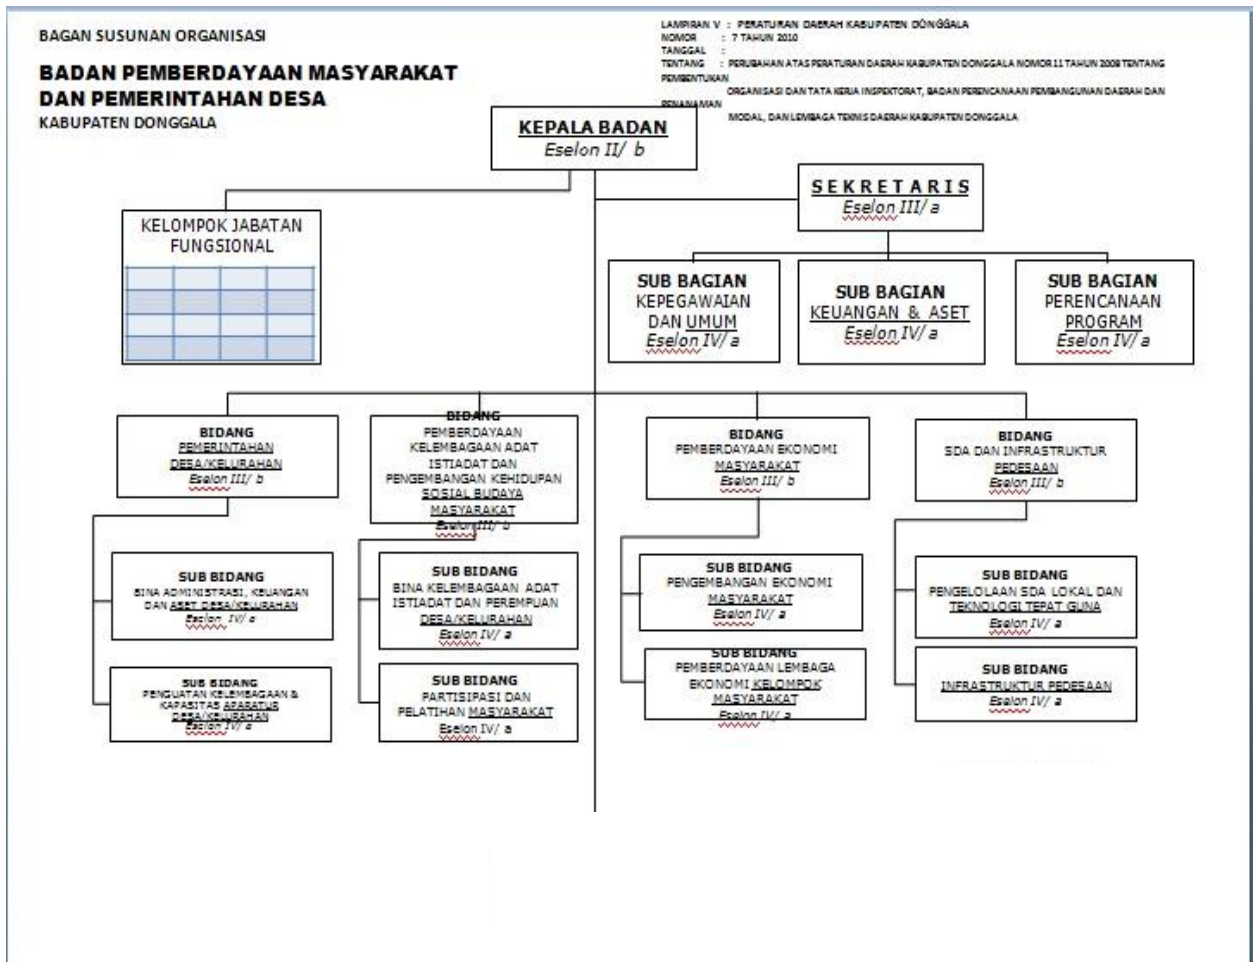 BAGAN SUSUNAN ORGANISASI
BADAN PEMBERDAYAAN MASYARAKAT
DAN PEMERINTAHAN DESA
KABUPATEN DONGGALA
LAMPIRAN V : PERATURAN DAERAH KABUPATEN DONGGALA
NOMOR : 7 TAHUN 2010
TANGGAL :
TENTANG : PERUBAHAN ATAS PERATURAN DAERAH KABUPATEN DONGGALA NOMOR 11 TAHUN 2008 TENTANG
PEMBENTUKAN
ORGANISASI DAN TATA KERJA INSPEKTORAT, BADAN PERENCANAAN PEMBANGUNAN DAERAH DAN
PENANAMAN
MODAL, DAN LEMBAGA TEKNIS DAERAH KABUPATEN DONGGALA
KEPALA BADAN
Eselon II/ b
S E K R E T A R I S
Eselon III/ a
KELOMPOK JABATAN
FUNGSIONAL
SUB BAGIAN
KEPEGAWAIAN
DAN UMUM
Eselon IV/ a
SUB BAGIAN
KEUANGAN & ASET
Eselon IV/ a
SUB BAGIAN
PERENCANAAN
PROGRAM
Eselon IV/ a
BIDANG
PEMERINTAHAN
DESA/KELURAHAN
Eselon III/ b
BIDANG
PEMBERDAYAAN
KELEMBAGAAN ADAT
ISTIADAT DAN
PENGEMBANGAN KEHIDUPAN
SOSIAL BUDAYA
MASYARAKAT
Eselon III/ b
BIDANG
PEMBERDAYAAN EKONOMI
MASYARAKAT
Eselon III/ b
BIDANG
SDA DAN INFRASTRUKTUR
PEDESAAN
Eselon III/ b
SUB BIDANG
BINA ADMINISTRASI, KEUANGAN
DAN ASET DESA/KELURAHAN
Eselon IV/ a
SUB BIDANG
BINA KELEMBAGAAN ADAT
ISTIADAT DAN PEREMPUAN
DESA/KELURAHAN
Eselon IV/ a
SUB BIDANG
PENGEMBANGAN EKONOMI
MASYARAKAT
Eselon IV/ a
SUB BIDANG
PENGELOLAAN SDA LOKAL DAN
TEKNOLOGI TEPAT GUNA
Eselon IV/ a
SUB BIDANG
PENGUATAN KELEMBAGAAN &
KAPASITAS APARATUR
DESA/KELURAHAN
Eselon IV/ a
SUB BIDANG
PARTISIPASI DAN
PELATIHAN MASYARAKAT
Eselon IV/ a
SUB BIDANG
PEMBERDAYAAN LEMBAGA
EKONOMI KELOMPOK
MASYARAKAT
Eselon IV/ a
SUB BIDANG
INFRASTRUKTUR PEDESAAN
Eselon IV/ a